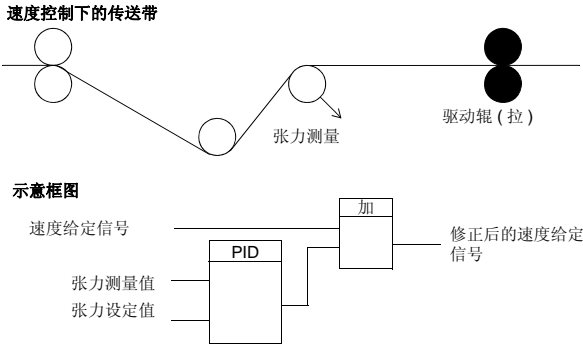 速度控制下的传送带
驱动辊 ( 拉 )
张力测量
示意框图
加
速度给定信号
修正后的速度给定
信号
PID
张力测量值
张力设定值